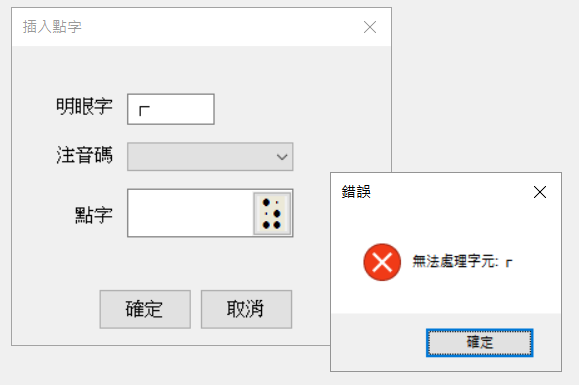 插入點字
明眼字 ┌
注音碼
點字
確定 取消
錯誤
無法處理字元: ┌
確定